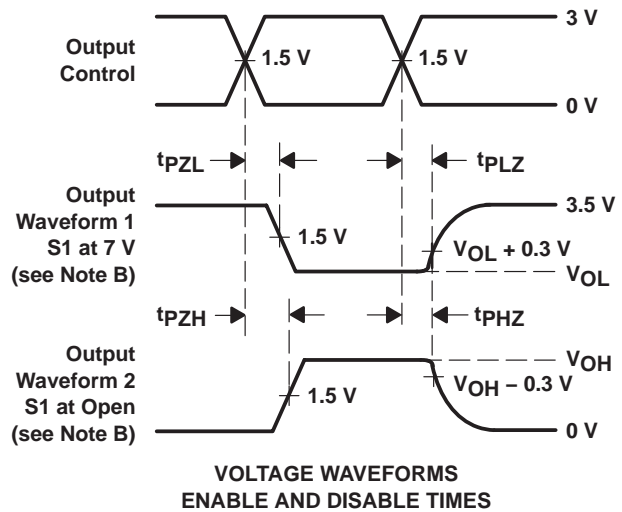 Output
Control
3 V
1.5 V
1.5 V
0 V
tPZL
tPLZ
Output
Waveform 1
S1 at 7 V
(see Note B)
3.5 V
1.5 V
VOL + 0.3 V
VOL
tPZH
tPHZ
Output
Waveform 2
S1 at Open
(see Note B)
VOH
1.5 V
VOH − 0.3 V
0 V
VOLTAGE WAVEFORMS
ENABLE AND DISABLE TIMES